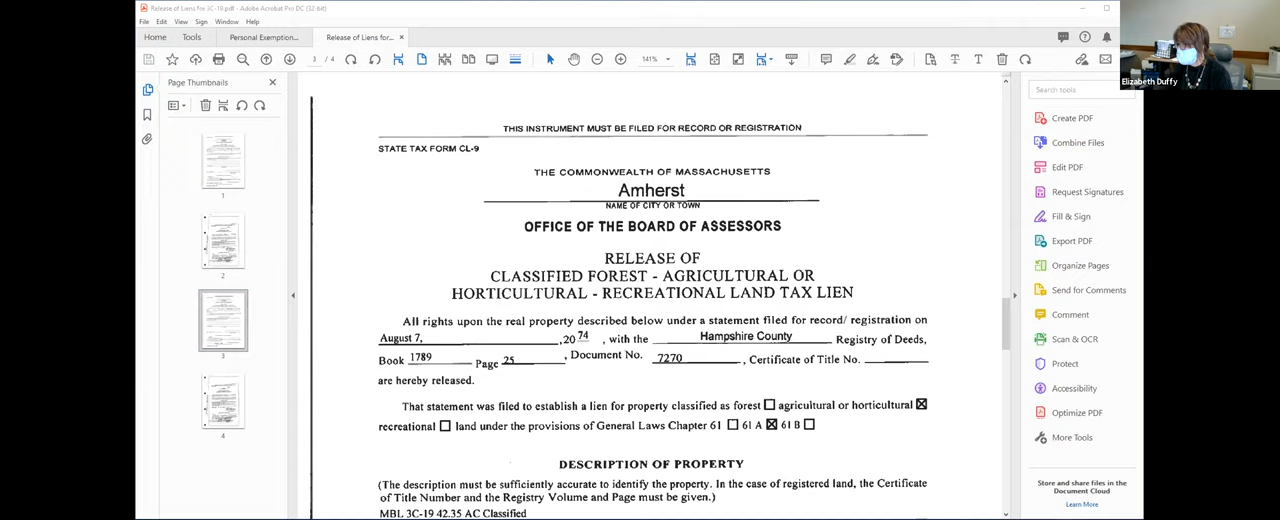 Release of Liens for 3C-19.pdf - Adobe Acrobat Pro DC (32-bit)
File Edit View Sign Window Help
Home Tools Personal Exemption... Release of Liens for... ×
3 / 4 141%
Elizabeth Duffy
Page Thumbnails
1
2
3
4
THIS INSTRUMENT MUST BE FILED FOR RECORD OR REGISTRATION
STATE TAX FORM CL-9
THE COMMONWEALTH OF MASSACHUSETTS
Amherst
NAME OF CITY OR TOWN
OFFICE OF THE BOARD OF ASSESSORS
RELEASE OF
CLASSIFIED FOREST - AGRICULTURAL OR
HORTICULTURAL - RECREATIONAL LAND TAX LIEN
All rights upon the real property described below under a statement filed for record/ registration on
August 7, ,20 74 , with the Hampshire County Registry of Deeds,
Book 1789 Page 25 , Document No. 7270 , Certificate of Title No.
are hereby released.
That statement was filed to establish a lien for property classified as forest agricultural or horticultural
recreational land under the provisions of General Laws Chapter 61 61 A 61 B
DESCRIPTION OF PROPERTY
(The description must be sufficiently accurate to identify the property. In the case of registered land, the Certificate
of Title Number and the Registry Volume and Page must be given.)
MBL 3C-19 42.35 AC Classified
Search tools
Create PDF
Combine Files
Edit PDF
Request Signatures
Fill & Sign
Export PDF
Organize Pages
Send for Comments
Comment
Scan & OCR
Protect
Accessibility
Optimize PDF
More Tools
Store and share files in the
Document Cloud
Learn More